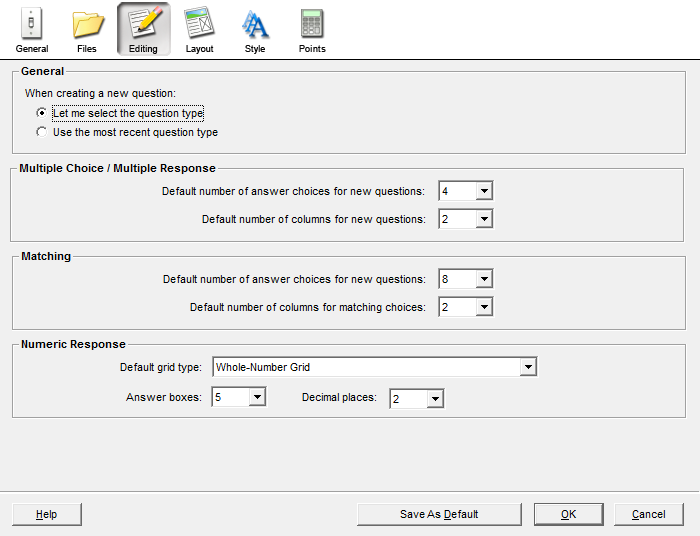 General Files Editing Layout Style Points
General
When creating a new question:
Let me select the question type
Use the most recent question type
Multiple Choice / Multiple Response
Default number of answer choices for new questions: 4
Default number of columns for new questions: 2
Matching
Default number of answer choices for new questions: 8
Default number of columns for matching choices: 2
Numeric Response
Default grid type: Whole-Number Grid
Answer boxes: 5 Decimal places: 2
Help Save As Default OK Cancel